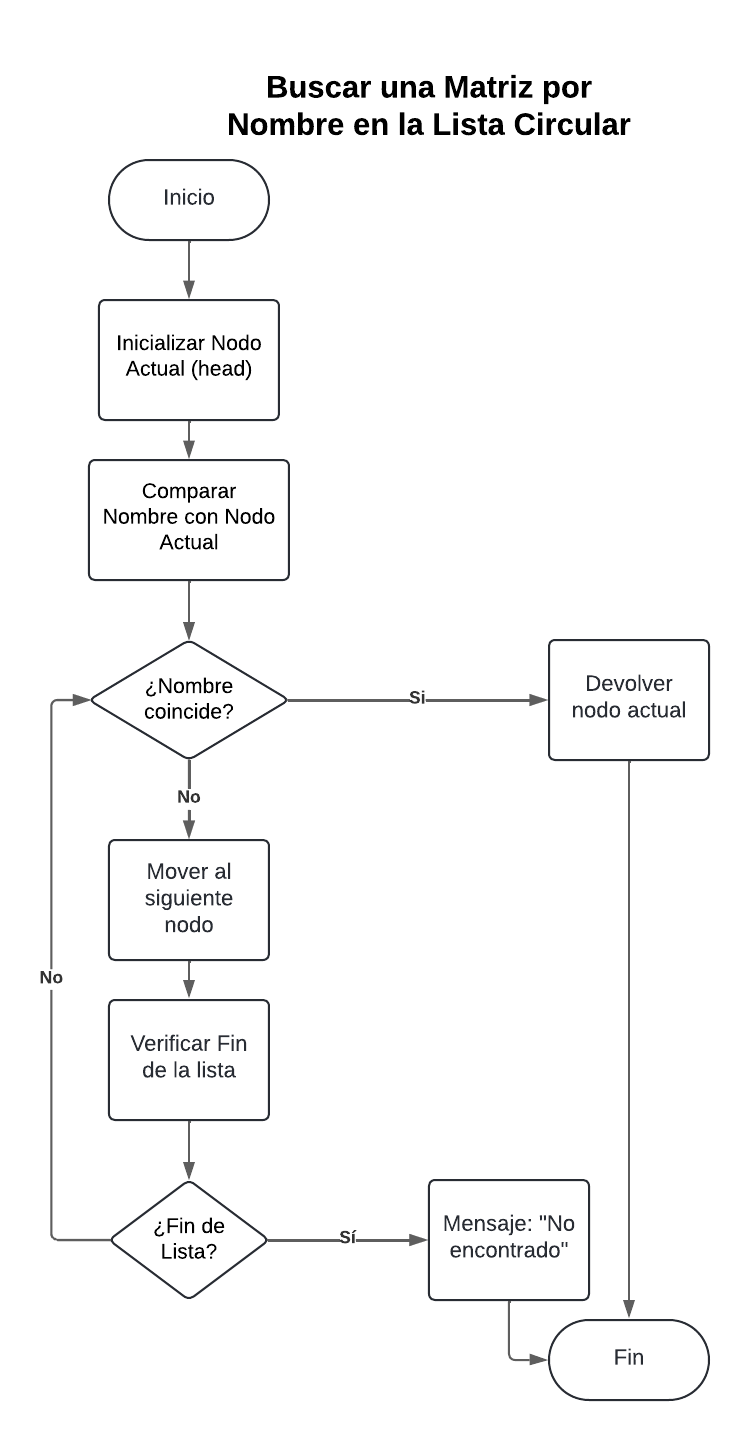 Buscar una Matriz por
Nombre en la Lista Circular
Inicio
Inicializar Nodo
Actual (head)
Comparar
Nombre con Nodo
Actual
¿Nombre
coincide?
Si
Devolver
nodo actual
No
Mover al
siguiente
nodo
No
Verificar Fin
de la lista
¿Fin de
Lista?
Sí
Mensaje: "No
encontrado"
Fin